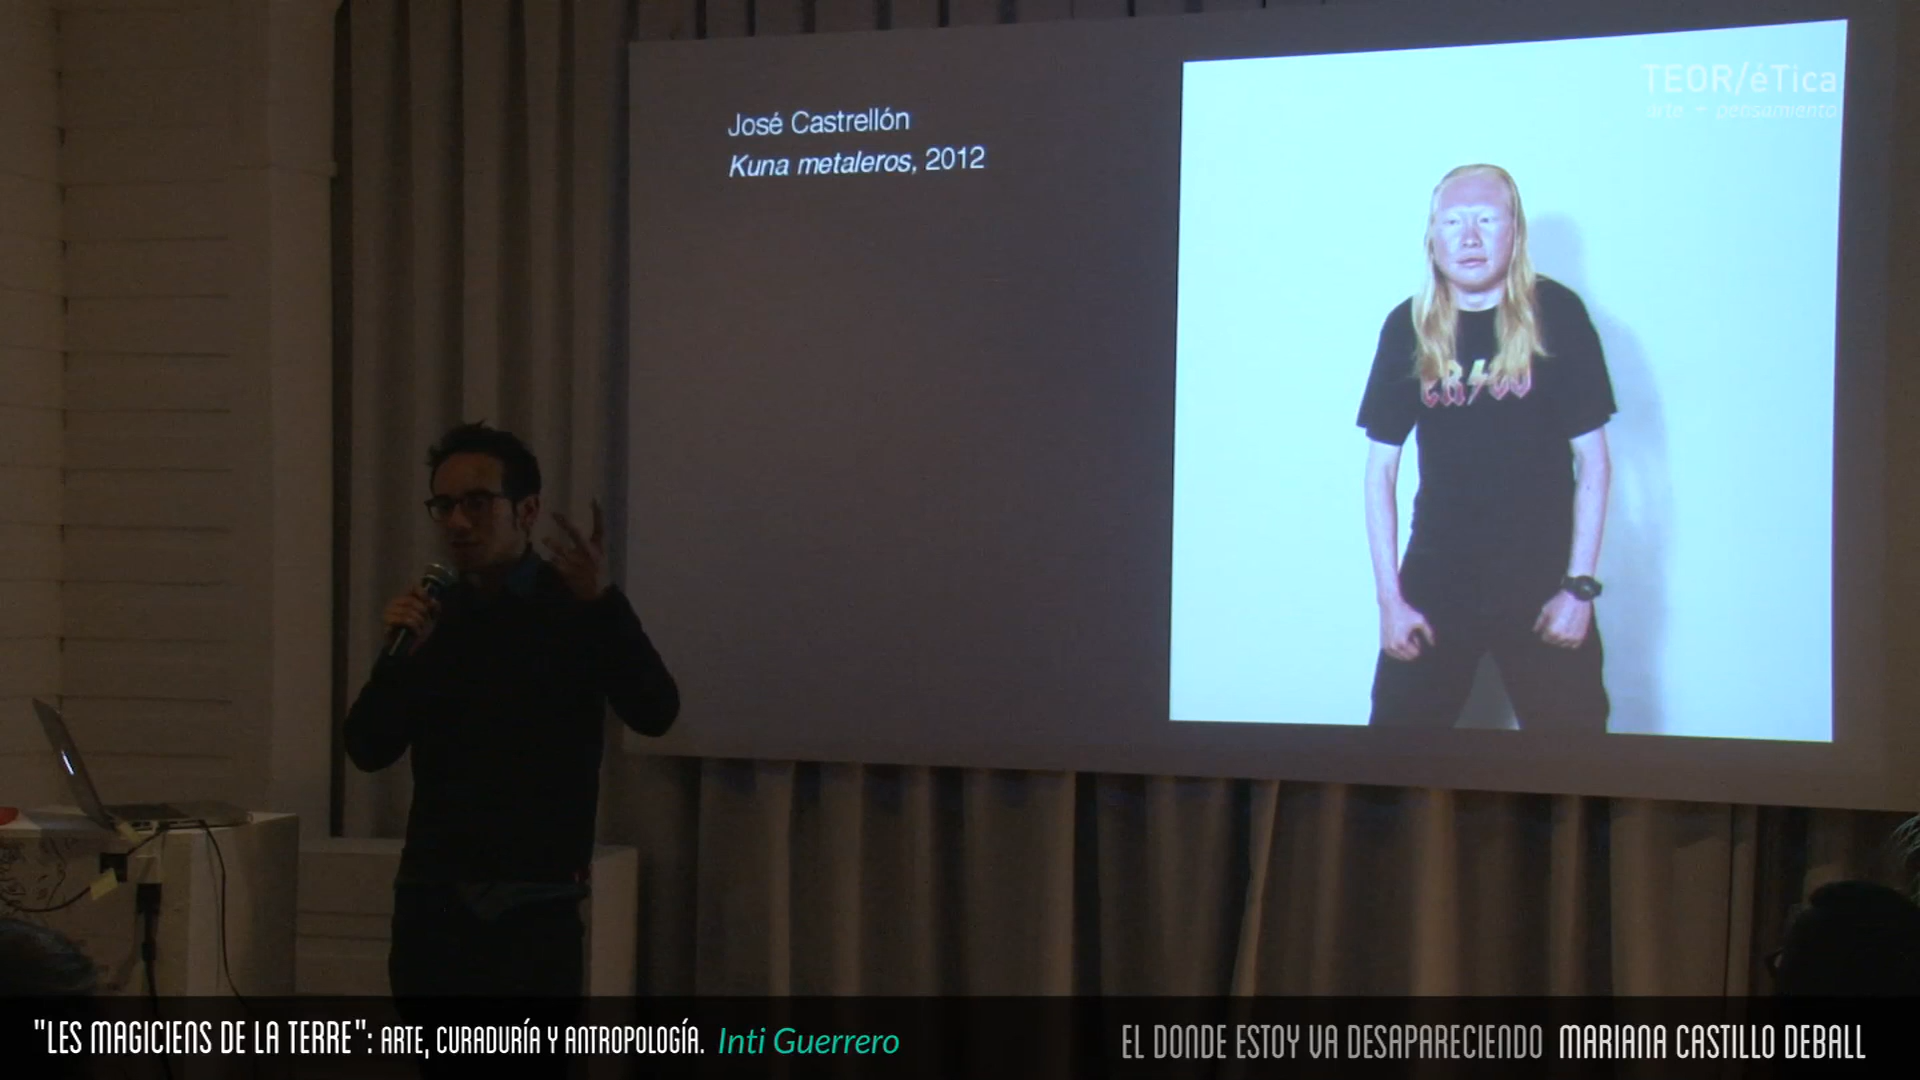 José Castrellón
Kuna metaleros, 2012
TEOR/éTica
arte + pensamiento
"LES MAGICIENS DE LA TERRE": ARTE, CURADURÍA Y ANTROPOLOGÍA. Inti Guerrero
EL DONDE ESTOY VA DESAPARECIENDO MARIANA CASTILLO DEBALL